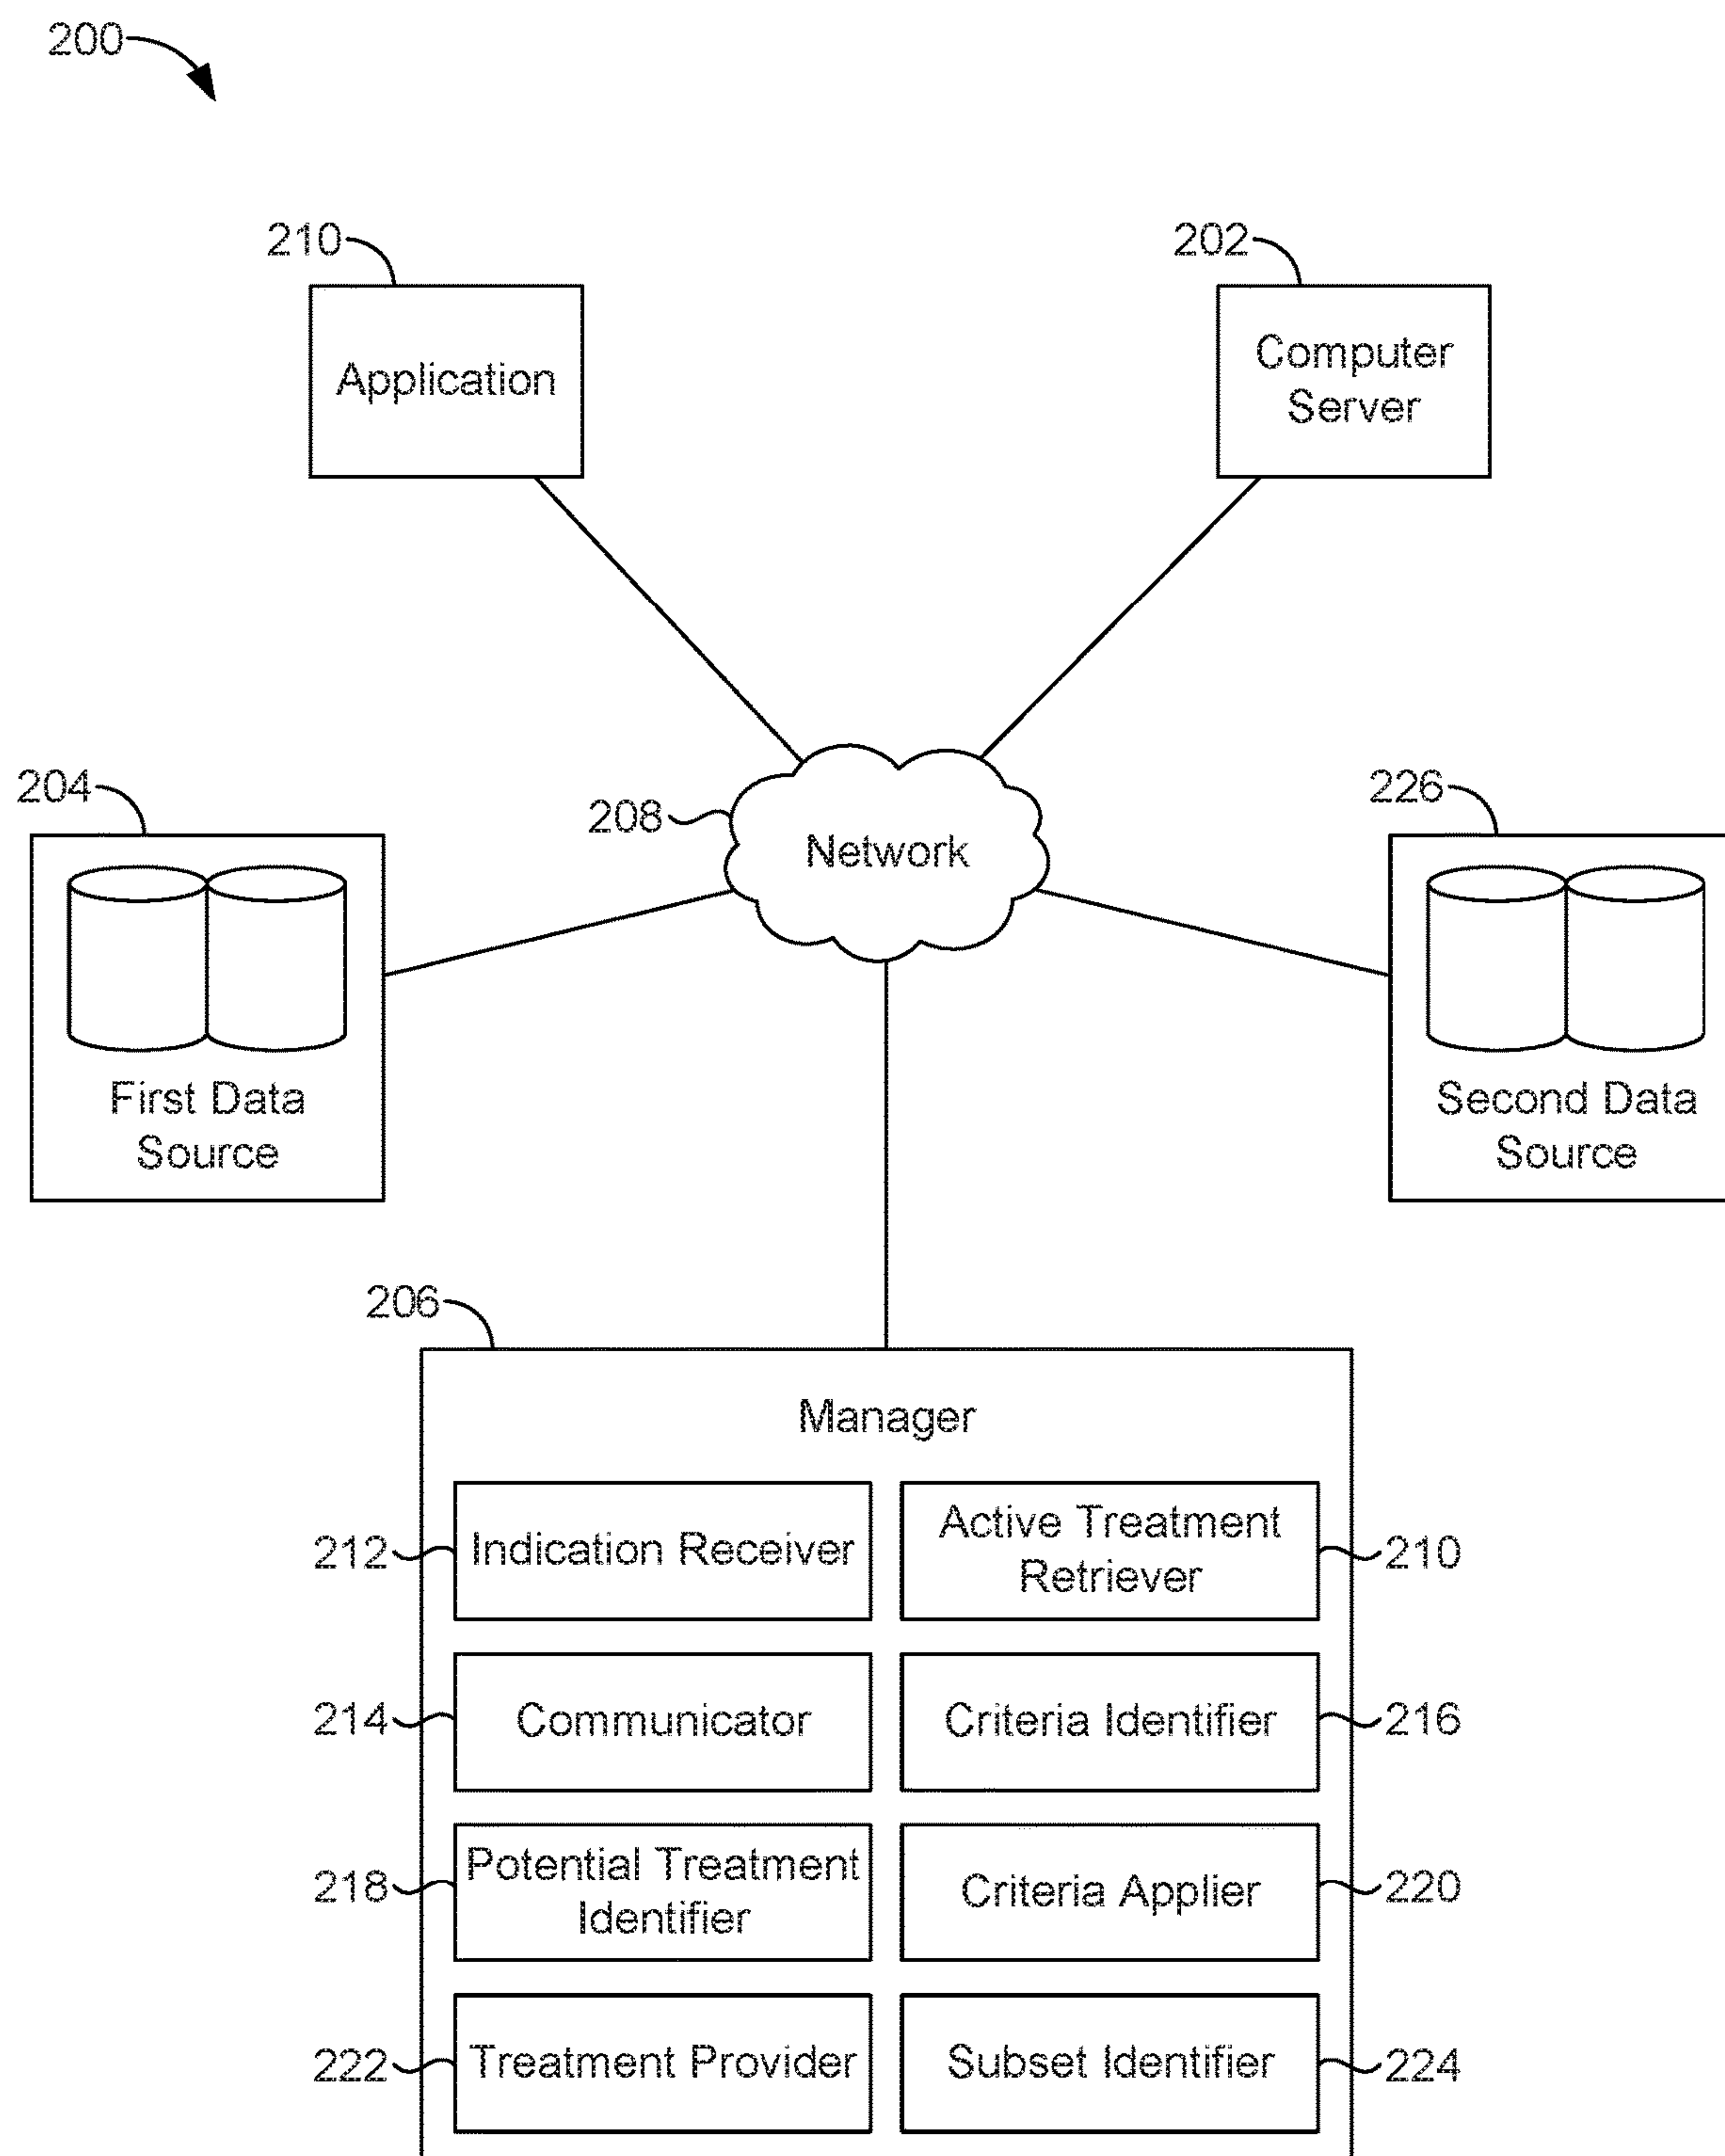 200
210
202
Application
Computer
Server
204
208
226
Network
First Data
Source
Second Data
Source
206
Manager
212
Indication Receiver
Active Treatment
Retriever
210
214
Communicator
Criteria Identifier
216
218
Potential Treatment
Identifier
Criteria Applier
220
222
Treatment Provider
Subset Identifier
224